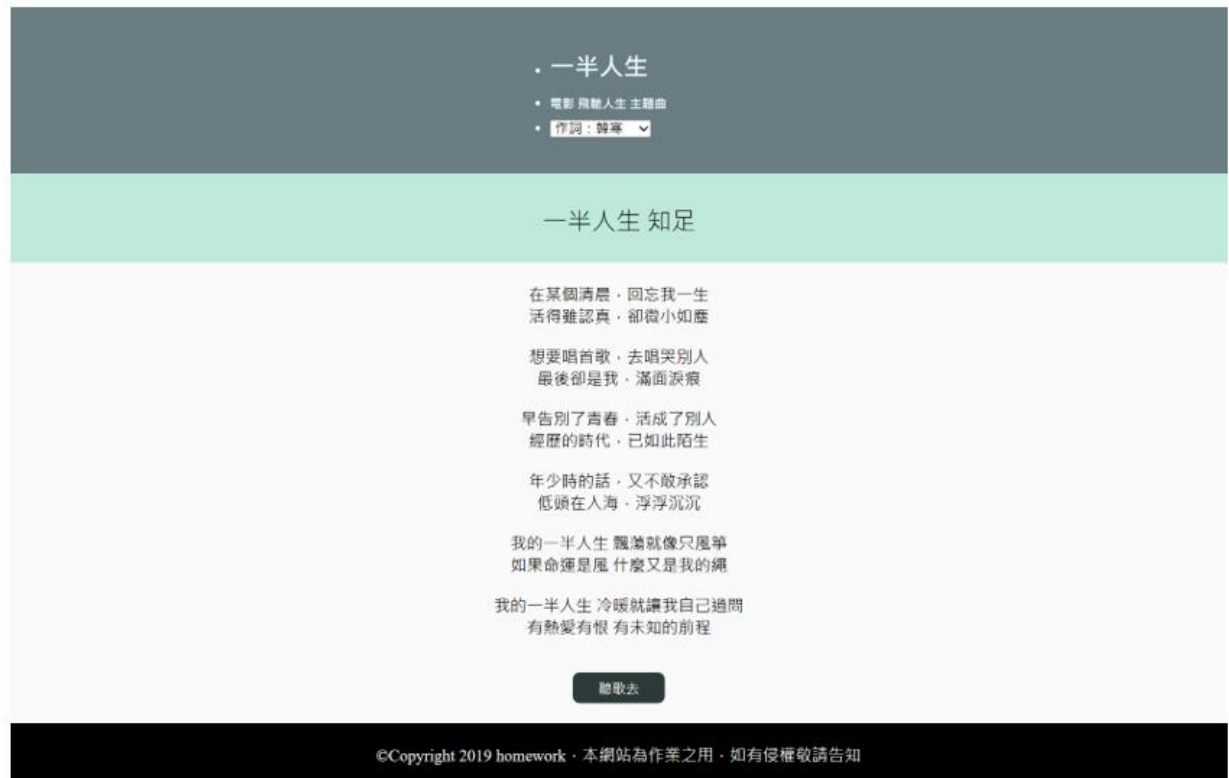 一半人生
電影 飛馳人生 主題曲
作詞：韓寒
一半人生 知足
在某個清晨，回忘我一生
活得雖認真，卻微小如塵
想要唱首歌，去唱哭別人
最後卻是我，滿面淚痕
早告別了青春，活成了別人
經歷的時代，已如此陌生
年少時的話，又不敢承認
低頭在人海，浮浮沉沉
我的一半人生 飄蕩就像只風箏
如果命運是風 什麼又是我的繩
我的一半人生 冷暖就讓我自己過問
有熱愛有恨 有未知的前程
聽歌去
©Copyright 2019 homework，本網站為作業之用，如有侵權敬請告知